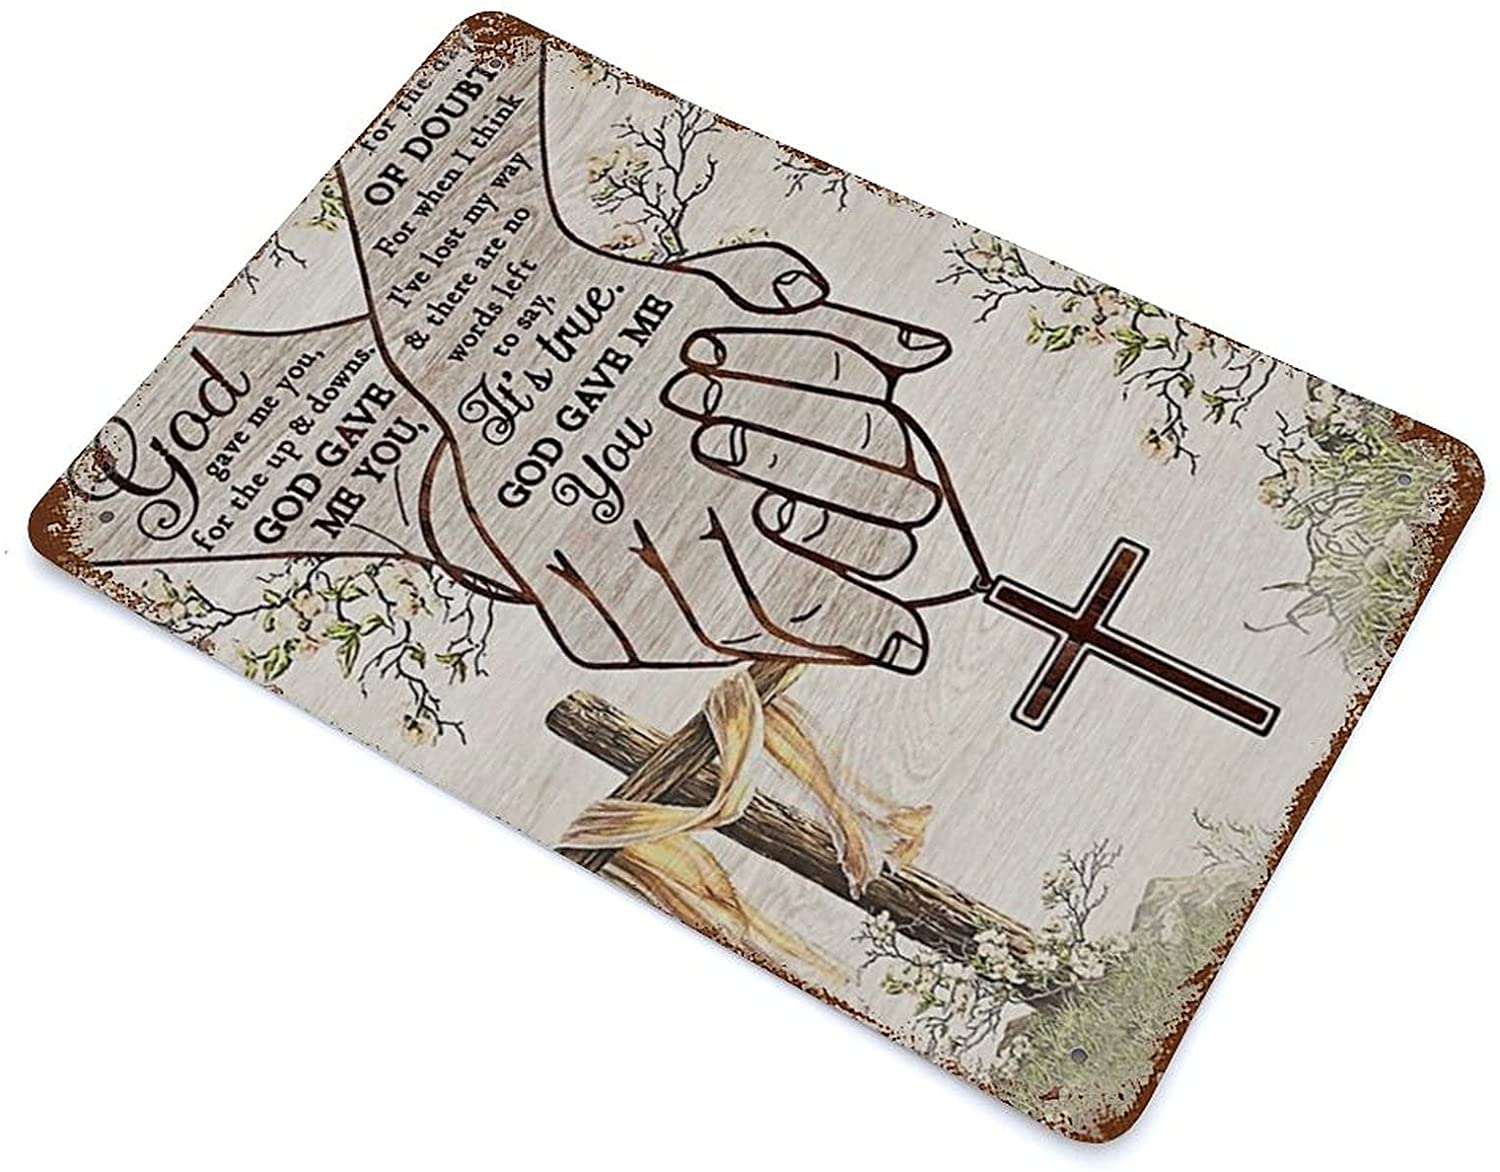 God
gave me you,
for the up & downs.
GOD GAVE
ME YOU,
for the da
OF DOUBT.
For when I think
I've lost my way
& there are no
words left
to say,
It's true.
GOD GAVE ME
You